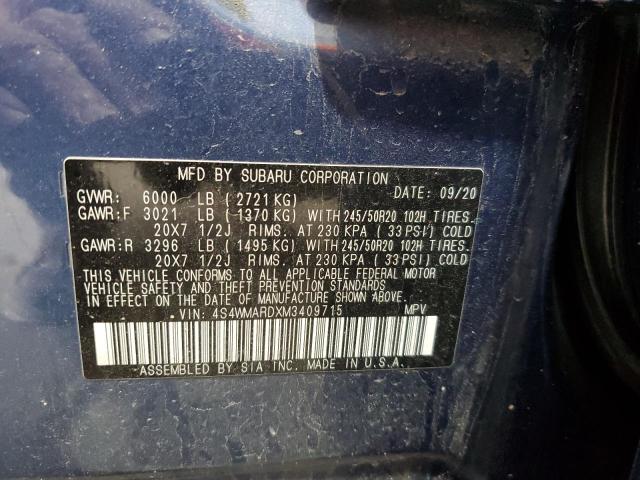 MFD BY SUBARU CORPORATION
GVWR: 6000 LB ( 2721 KG) DATE: 09/20
GAWR:F 3021 LB ( 1370 KG) WITH 245/50R20 102H TIRES,
20X7 1/2J RIMS. AT 230 KPA ( 33 PSI) COLD
GAWR:R 3296 LB ( 1495 KG) WITH 245/50R20 102H TIRES,
20X7 1/2J RIMS. AT 230 KPA ( 33 PSI) COLD
THIS VEHICLE CONFORMS TO ALL APPLICABLE FEDERAL MOTOR
VEHICLE SAFETY AND THEFT PREVENTION STANDARDS
IN EFFECT ON THE DATE OF MANUFACTURE SHOWN ABOVE.
VIN: 4S4WMARDXM3409715 MPV
ASSEMBLED BY SIA INC. MADE IN U.S.A.